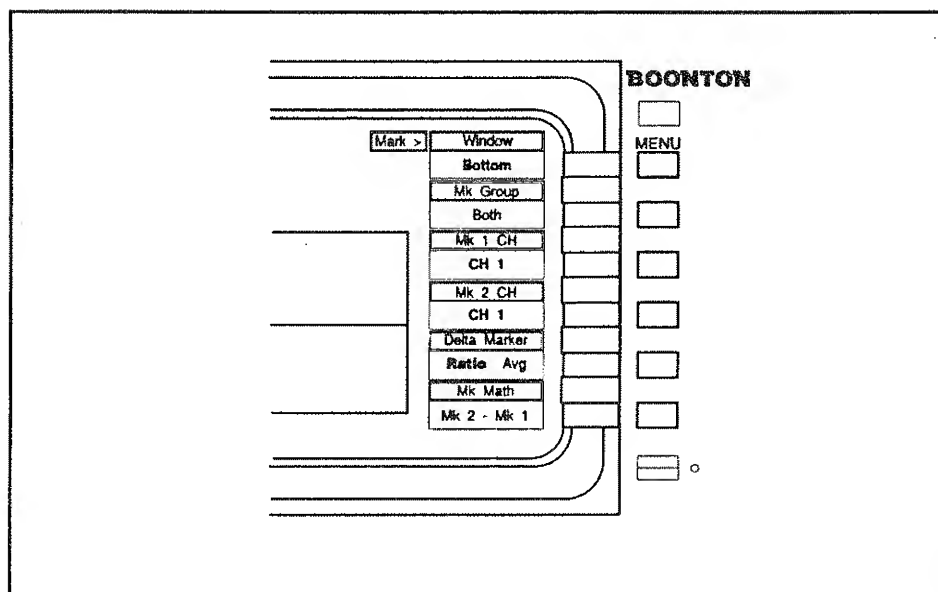 BOONTON
MENU
Mark > Window
Bottom
Mk Group
Both
Mk 1 CH
CH 1
Mk 2 CH
CH 1
Delta Marker
Ratio Avg
Mk Math
Mk 2 - Mk 1